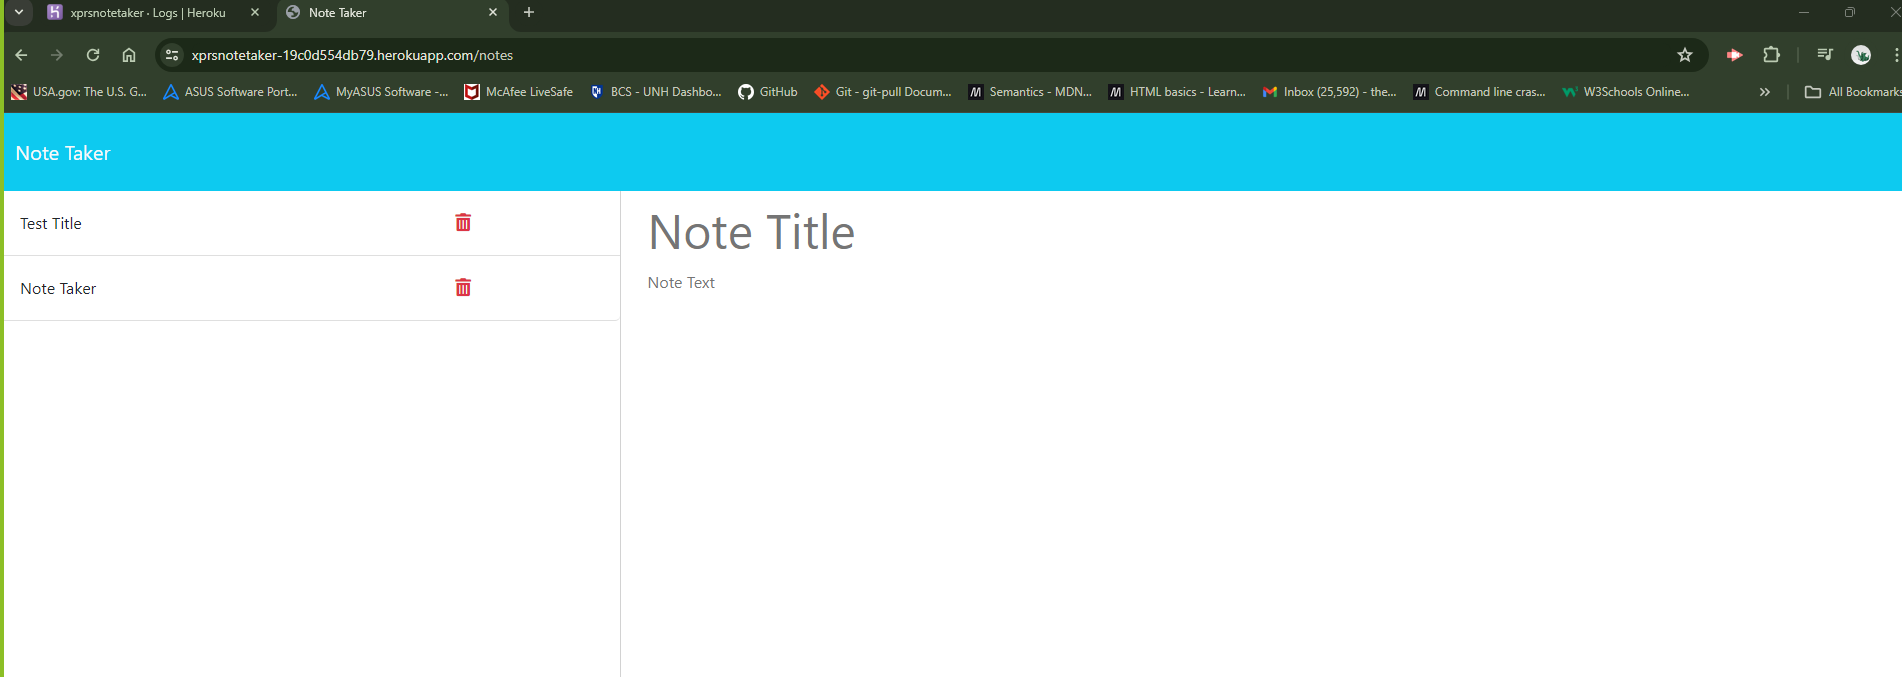 xprsnotetaker · Logs | Heroku
Note Taker
xprsnotetaker-19c0d554db79.herokuapp.com/notes
USA.gov: The U.S. G... ASUS Software Port... MyASUS Software -... McAfee LiveSafe BCS - UNH Dashbo... GitHub Git - git-pull Docum... Semantics - MDN... HTML basics - Learn... Inbox (25,592) - the... Command line cras... W3Schools Online... » All Bookmarks
Note Taker
Test Title
Note Taker
Note Title
Note Text